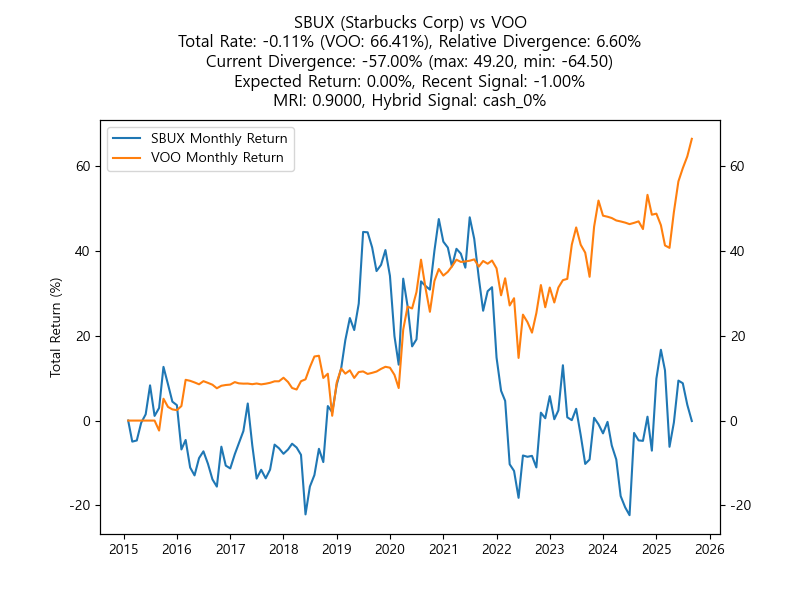 SBUX (Starbucks Corp) vs VOO
Total Rate: -0.11% (VOO: 66.41%), Relative Divergence: 6.60%
Current Divergence: -57.00% (max: 49.20, min: -64.50)
Expected Return: 0.00%, Recent Signal: -1.00%
MRI: 0.9000, Hybrid Signal: cash_0%
SBUX Monthly Return
VOO Monthly Return
Total Return (%)
60
40
20
0
-20
60
40
20
0
-20
2015 2016 2017 2018 2019 2020 2021 2022 2023 2024 2025 2026